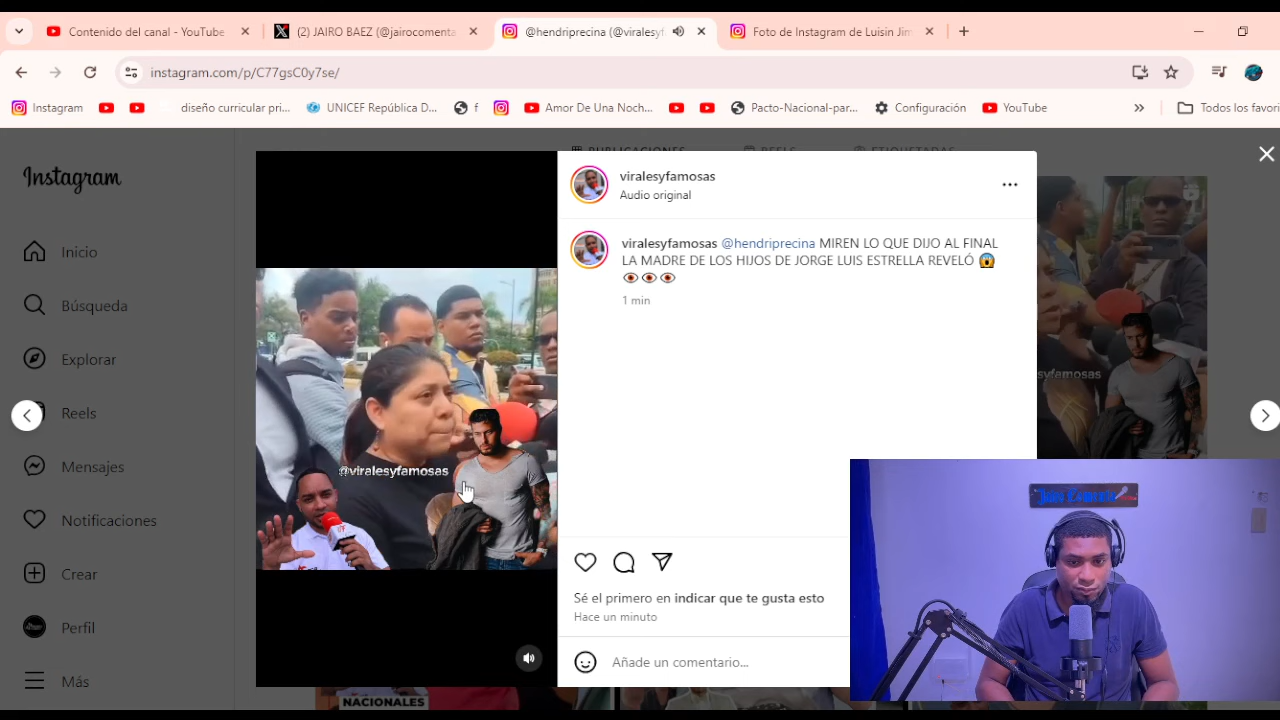 Contenido del canal - YouTube
(2) JAIRO BAEZ (@jairocomenta
@hendriprecina (@viralesyf
Foto de Instagram de Luisin Jim
instagram.com/p/C77gsC0y7se/
Instagram
diseño curricular pri...
UNICEF República D...
f
Amor De Una Noch...
Pacto-Nacional-par...
Configuración
YouTube
Todos los favori
PUBLICACIONES
REELS
ETIQUETADAS
Instagram
Inicio
Búsqueda
Explorar
Reels
Mensajes
Notificaciones
Crear
Perfil
Más
@viralesyfamosas
viralesyfamosas
Audio original
viralesyfamosas @hendriprecina MIREN LO QUE DIJO AL FINAL
LA MADRE DE LOS HIJOS DE JORGE LUIS ESTRELLA REVELÓ 😱
👁️👁️👁️
1 min
Sé el primero en indicar que te gusta esto
Hace un minuto
Añade un comentario...
yfamosas
Jairo Comenta
NACIONALES